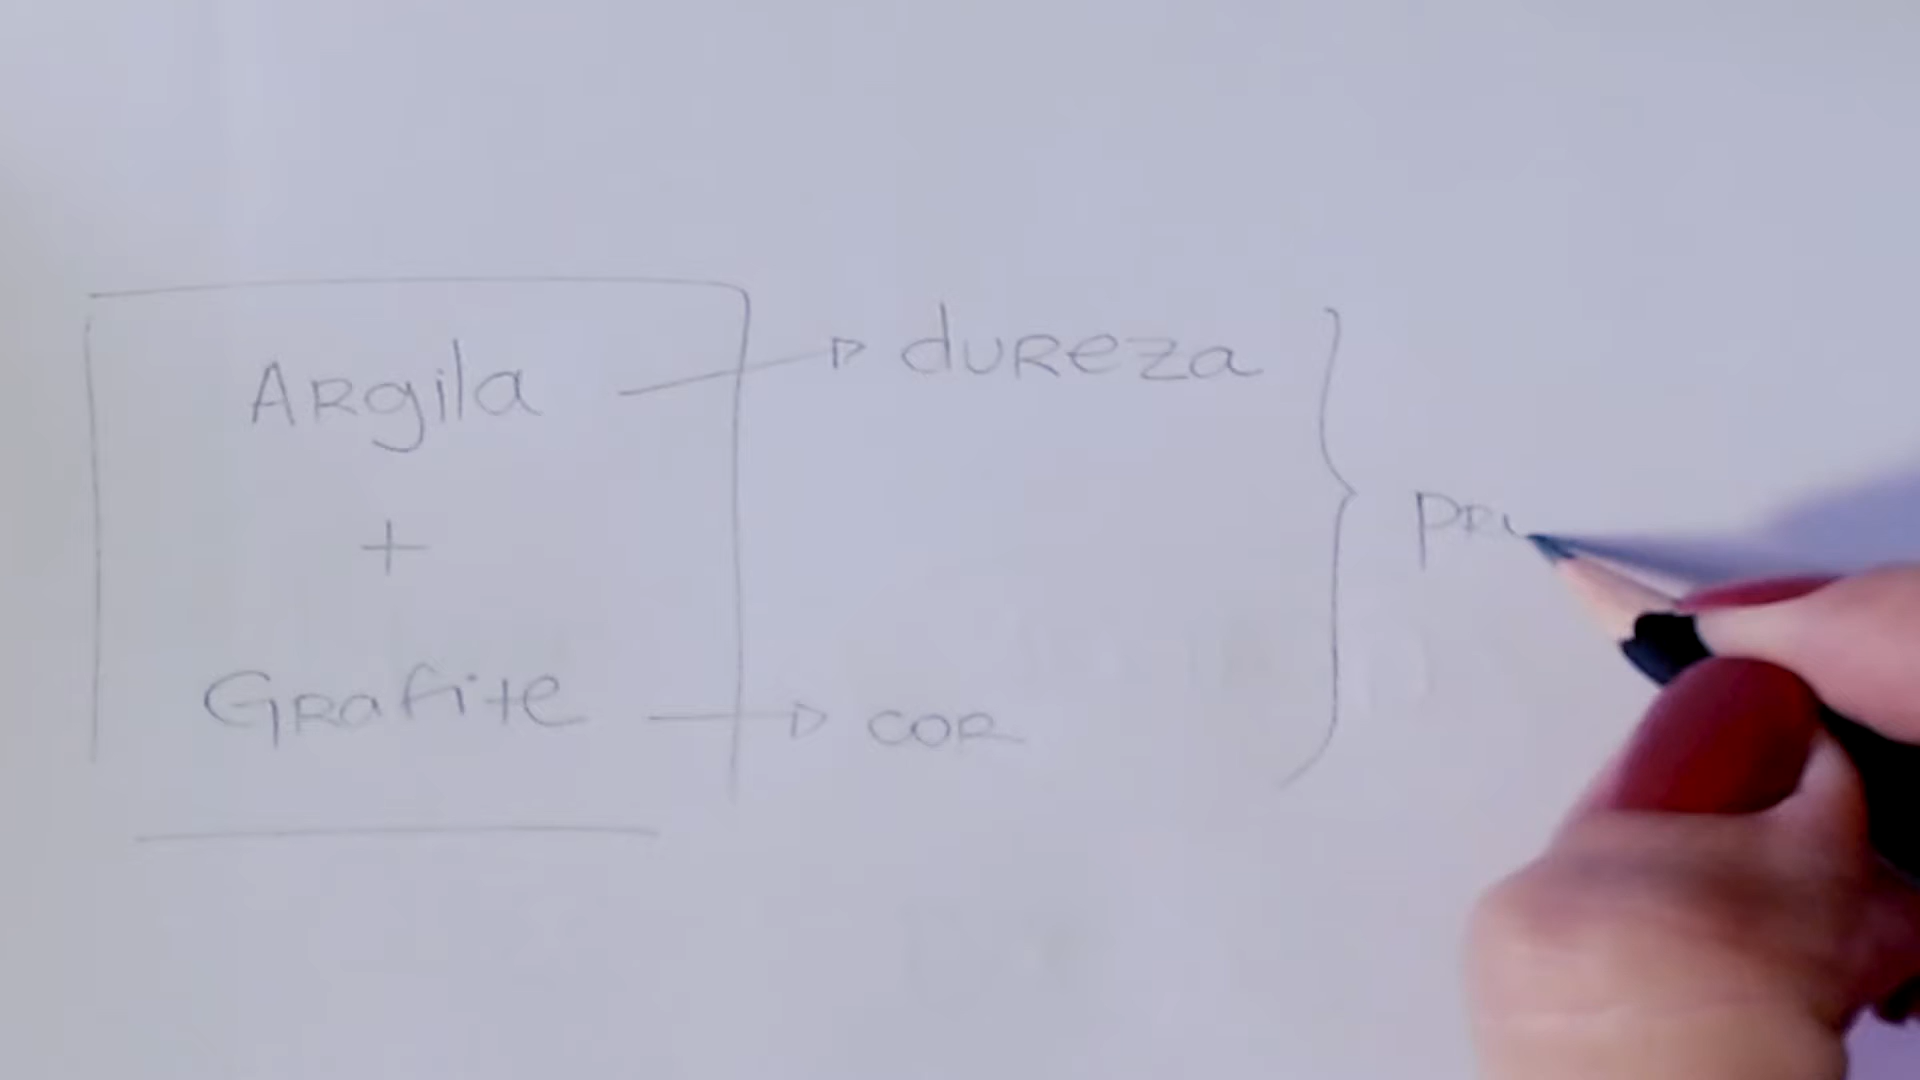 Argila
dureza
+
Grafite
cor